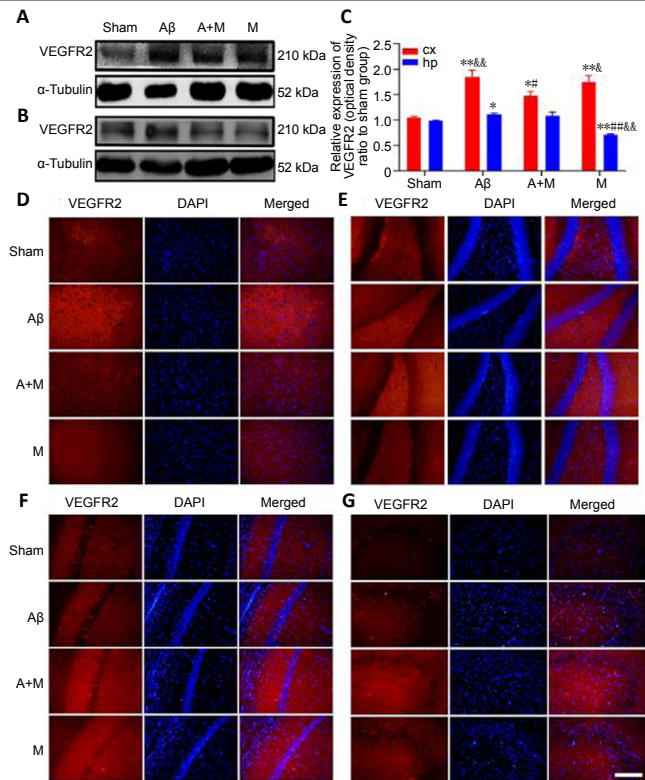 A
Sham Aβ A+M M
VEGFR2
210 kDa
α-Tubulin
52 kDa
B
VEGFR2
210 kDa
α-Tubulin
52 kDa
C
Relative expression of
VEGFR2 (optical density
ratio to sham group)
2.5
2.0
1.5
1.0
0.5
0
cx
hp
**&&
*
*#
**&
**##&&
Sham Aβ A+M M
D VEGFR2 DAPI Merged
Sham
Aβ
A+M
M
E VEGFR2 DAPI Merged
F VEGFR2 DAPI Merged
Sham
Aβ
A+M
M
G VEGFR2 DAPI Merged